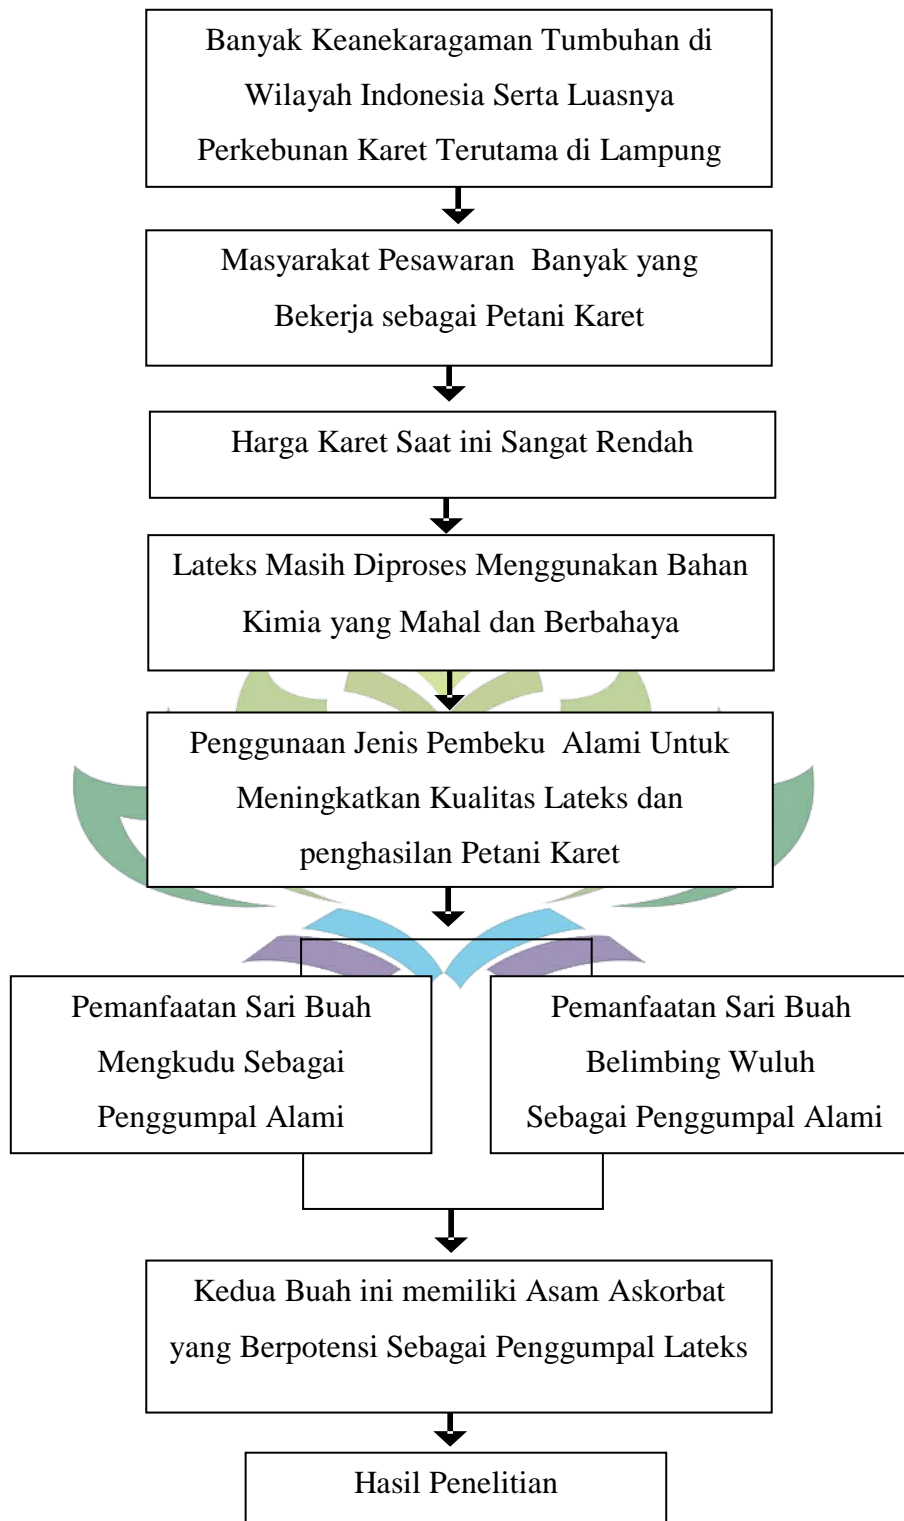 Banyak Keanekaragaman Tumbuhan di
Wilayah Indonesia Serta Luasnya
Perkebunan Karet Terutama di Lampung
Masyarakat Pesawaran Banyak yang
Bekerja sebagai Petani Karet
Harga Karet Saat ini Sangat Rendah
Lateks Masih Diproses Menggunakan Bahan
Kimia yang Mahal dan Berbahaya
Penggunaan Jenis Pembeku Alami Untuk
Meningkatkan Kualitas Lateks dan
penghasilan Petani Karet
Pemanfaatan Sari Buah
Mengkudu Sebagai
Penggumpal Alami
Pemanfaatan Sari Buah
Belimbing Wuluh
Sebagai Penggumpal Alami
Kedua Buah ini memiliki Asam Askorbat
yang Berpotensi Sebagai Penggumpal Lateks
Hasil Penelitian